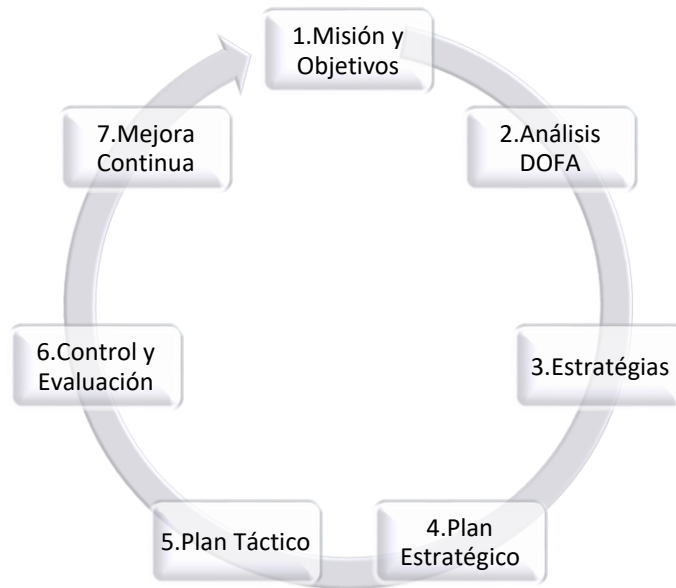 1.Misión y
Objetivos
2.Análisis
DOFA
3.Estratégias
4.Plan
Estratégico
5.Plan Táctico
6.Control y
Evaluación
7.Mejora
Continua